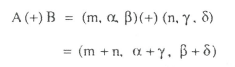 A (+) B = (m, α, β)(+) (n, γ, δ)
= (m + n, α + γ, β + δ)